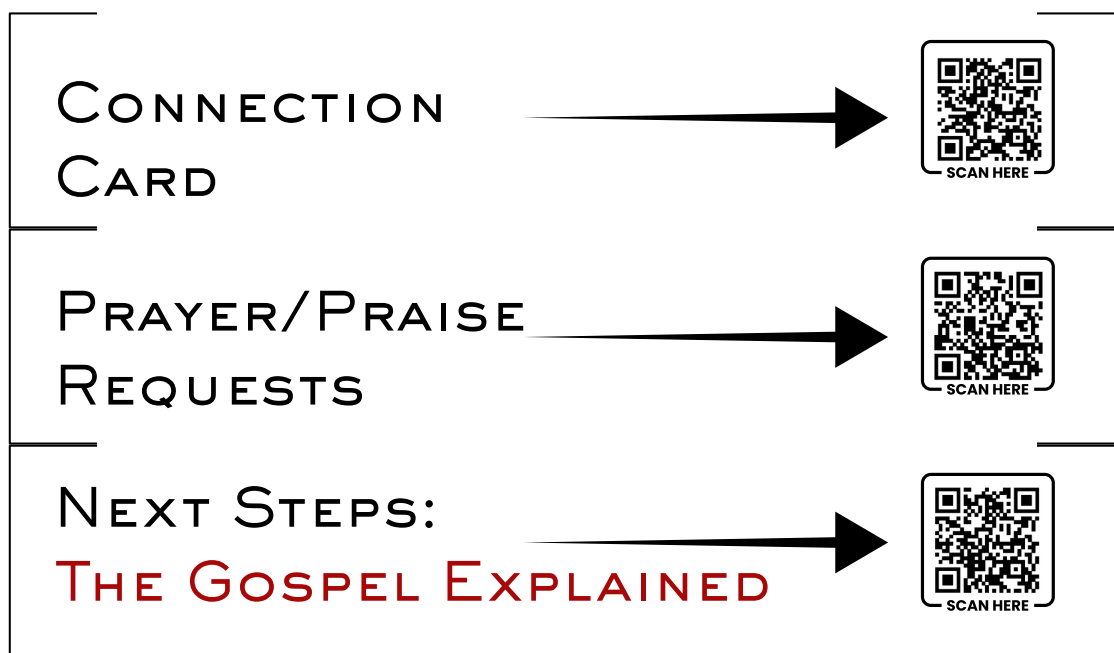 Connection
Card
SCAN HERE
Prayer/Praise
Requests
SCAN HERE
Next Steps:
The Gospel Explained
SCAN HERE